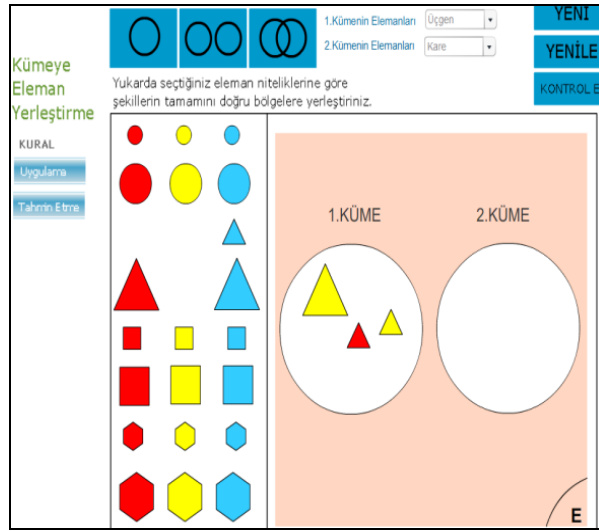 Kümeye
Eleman
Yerleştirme
KURAL
Uygulama
Tahmin Etme
1.Kümenin Elemanları Üçgen
2.Kümenin Elemanları Kare
YENİ
YENİLE
KONTROL E
Yukarda seçtiğiniz eleman niteliklerine göre
şekillerin tamamını doğru bölgelere yerleştiriniz.
1.KÜME 2.KÜME
E